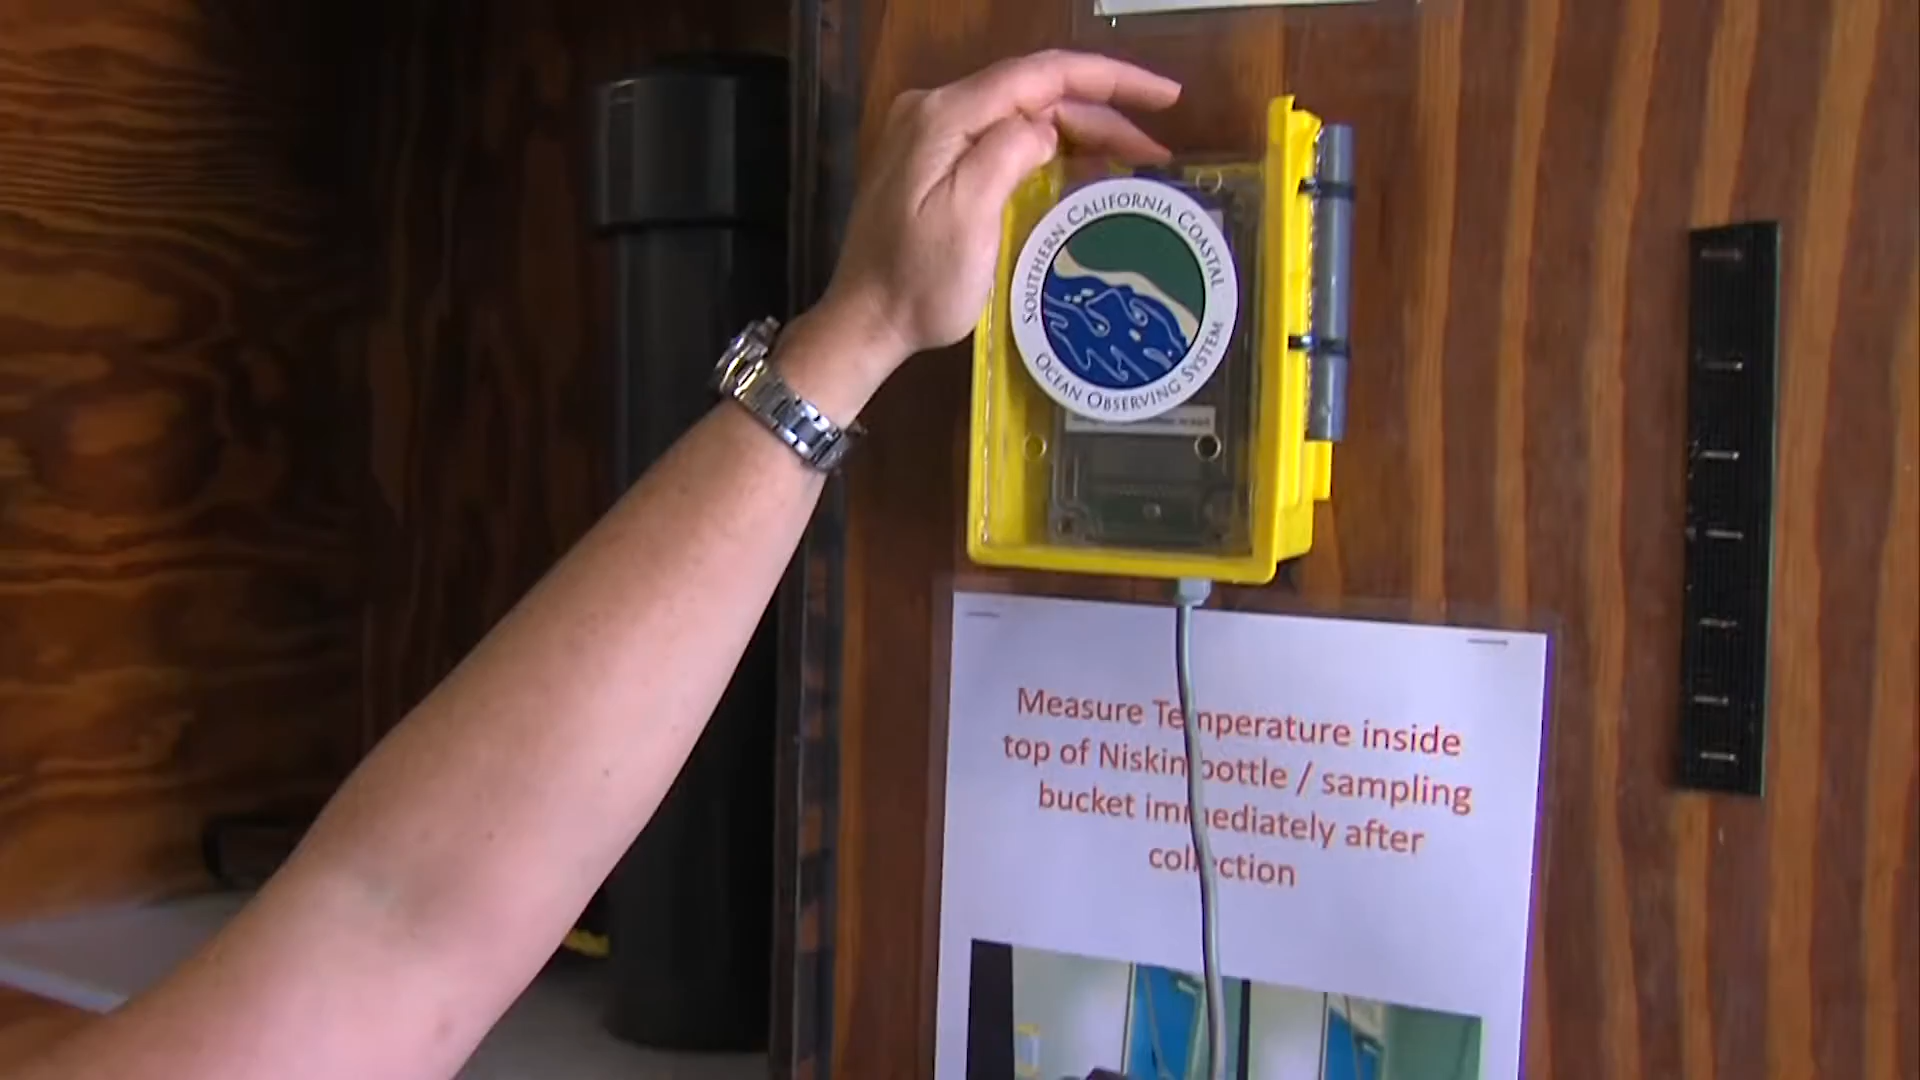 SOUTHERN CALIFORNIA COASTAL
OCEAN OBSERVING SYSTEM
Measure Temperature inside
top of Niskin bottle / sampling
bucket immediately after
collection